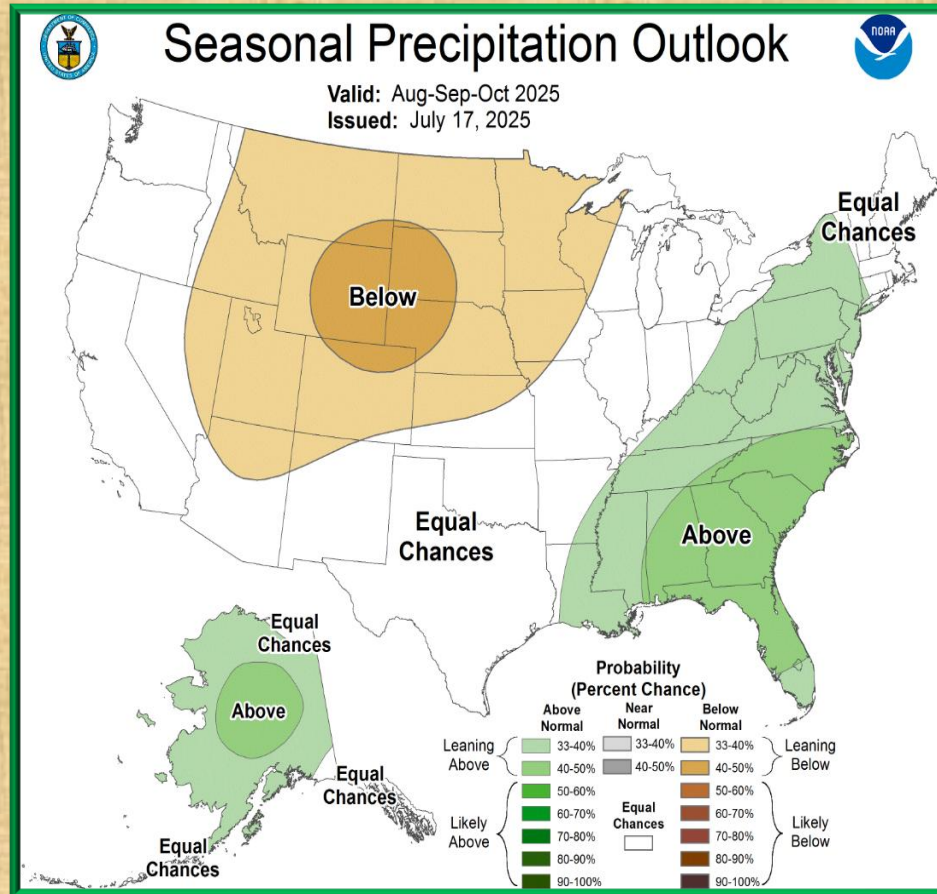 Seasonal Precipitation Outlook
NOAA
Valid: Aug-Sep-Oct 2025
Issued: July 17, 2025
Equal
Chances
Below
Equal
Chances
Above
Equal
Chances
Above
Equal
Chances
Equal
Chances
Probability
(Percent Chance)
Above
Normal
Near
Normal
Below
Normal
Leaning
Above
33-40%
33-40%
33-40%
Leaning
Below
40-50%
40-50%
40-50%
Likely
Above
50-60%
60-70%
70-80%
80-90%
90-100%
Equal
Chances
50-60%
60-70%
70-80%
80-90%
90-100%
Likely
Below